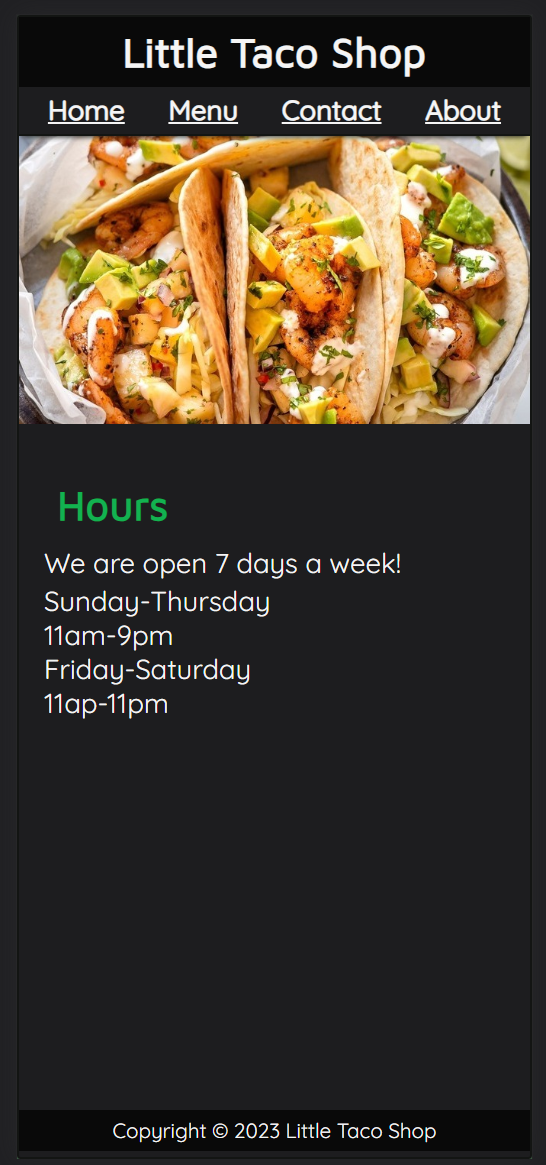 Little Taco Shop
Home Menu Contact About
Hours
We are open 7 days a week!
Sunday-Thursday
11am-9pm
Friday-Saturday
11ap-11pm
Copyright © 2023 Little Taco Shop